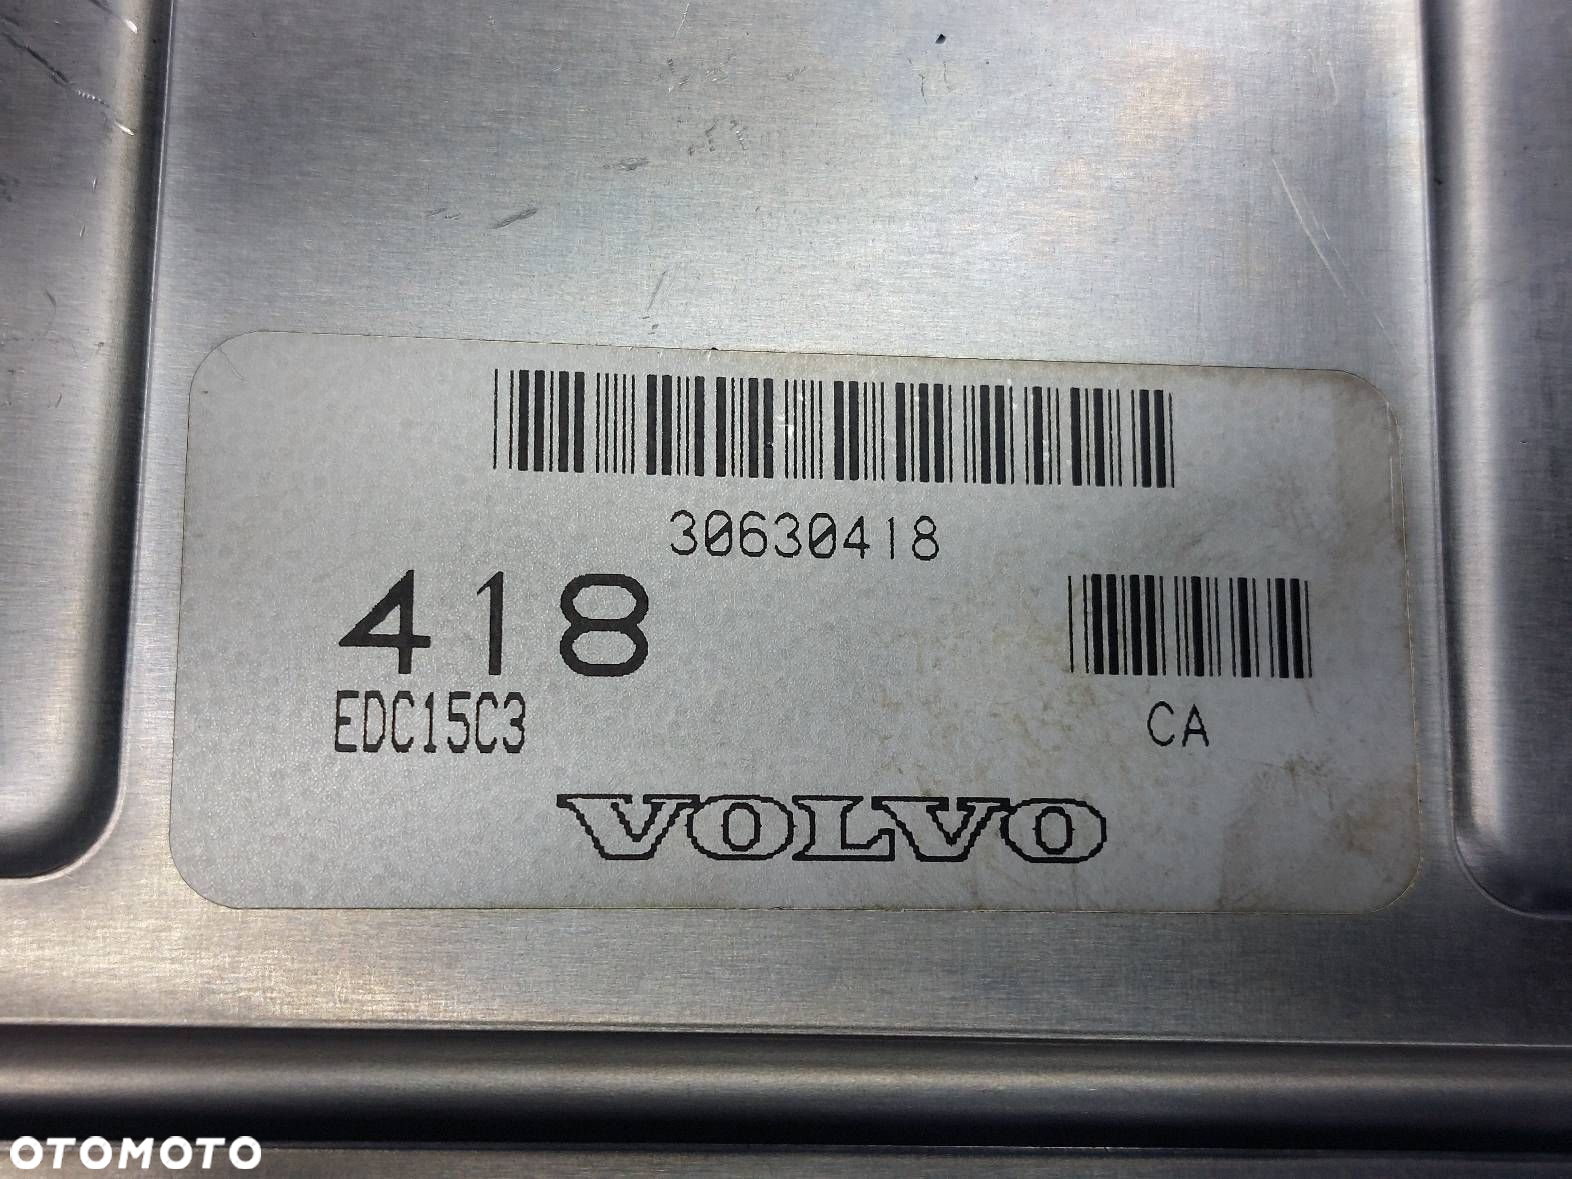 30630418
418
EDC15C3
CA
VOLVO
OTOMOTO